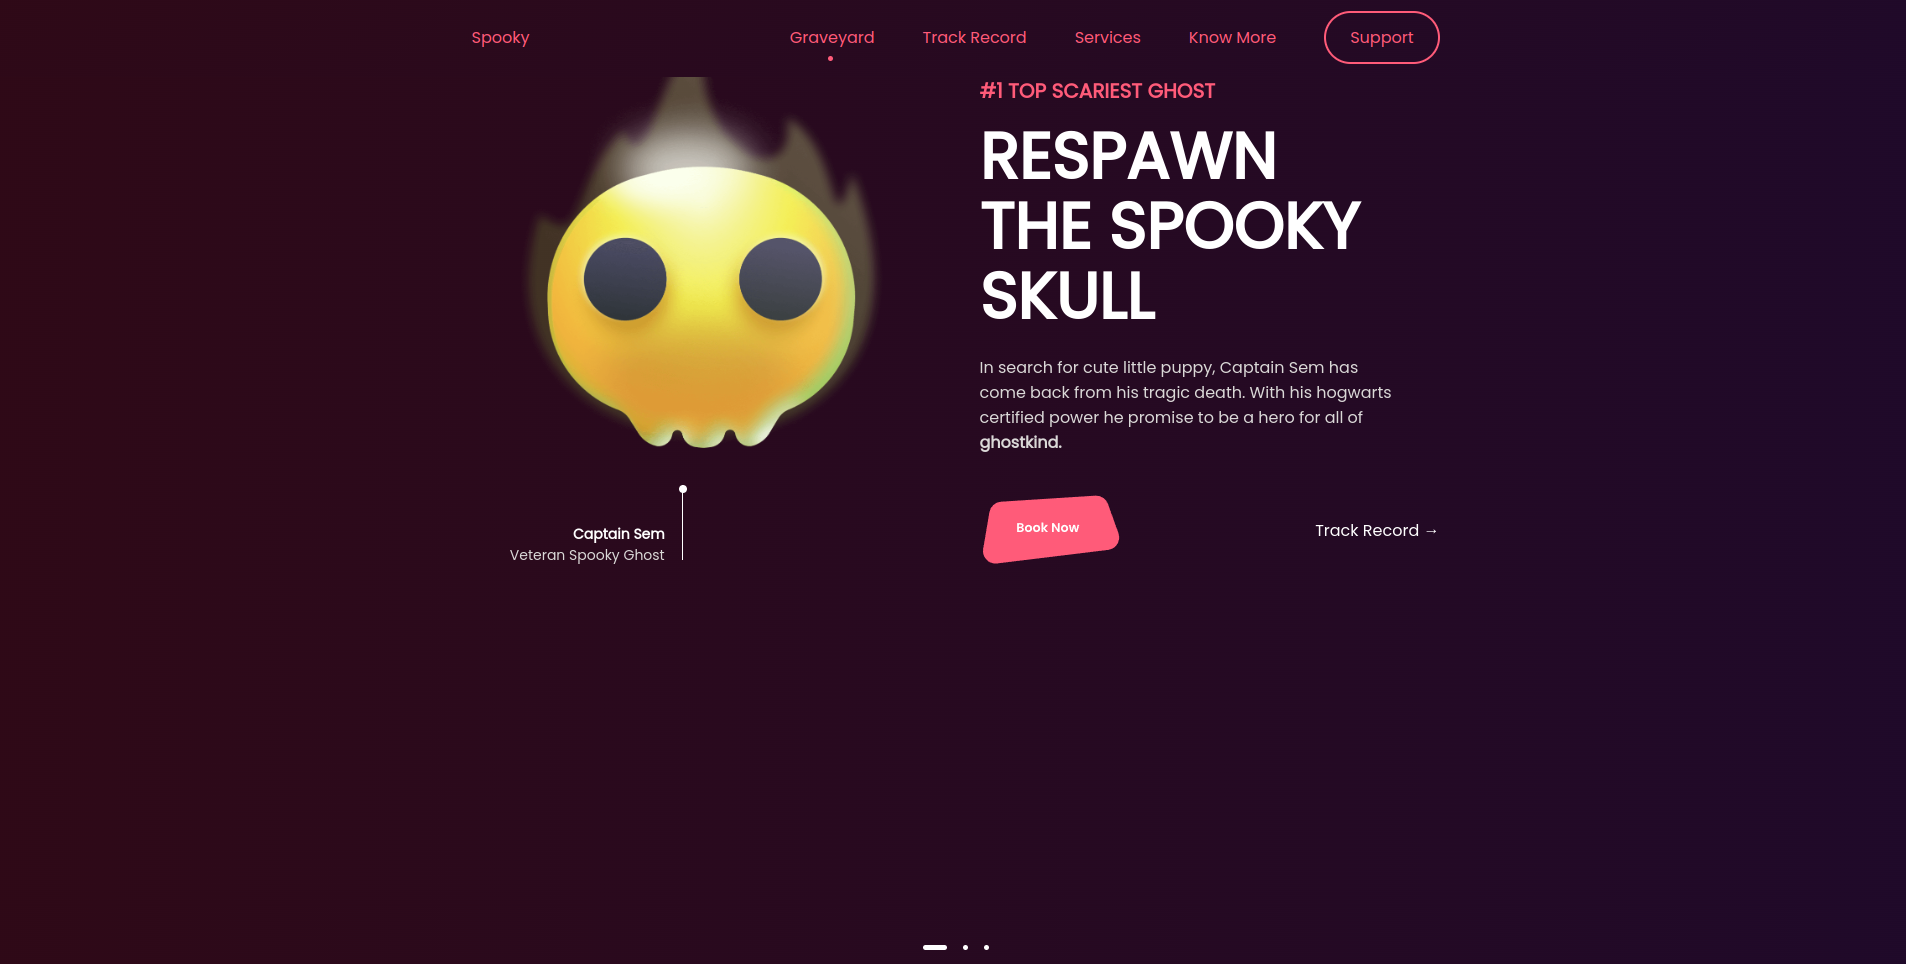 Spooky
Graveyard
Track Record
Services
Know More
Support
#1 TOP SCARIEST GHOST
RESPAWN
THE SPOOKY
SKULL
In search for cute little puppy, Captain Sem has
come back from his tragic death. With his hogwarts
certified power he promise to be a hero for all of
ghostkind.
Captain Sem
Veteran Spooky Ghost
Book Now
Track Record →